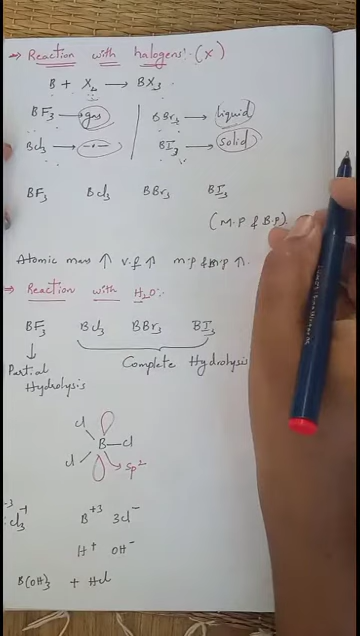 → Reaction with halogens:- (X)
B + X₂ → BX₃
BF₃ → gas BBr₃ → liquid
BCl₃ → —"— BI₃ → solid
BF₃ BCl₃ BBr₃ BI₃
(M.P & B.P)
Atomic mass ↑ v.f ↑ m.p & b.p ↑.
→ Reaction with H₂O:-
BF₃ BCl₃ BBr₃ BI₃
↓
Partial Hydrolysis
Complete Hydrolysis
Cl
B—Cl
Cl → sp²
B⁺³ 3Cl⁻
H⁺ OH⁻
B(OH)₃ + HCl